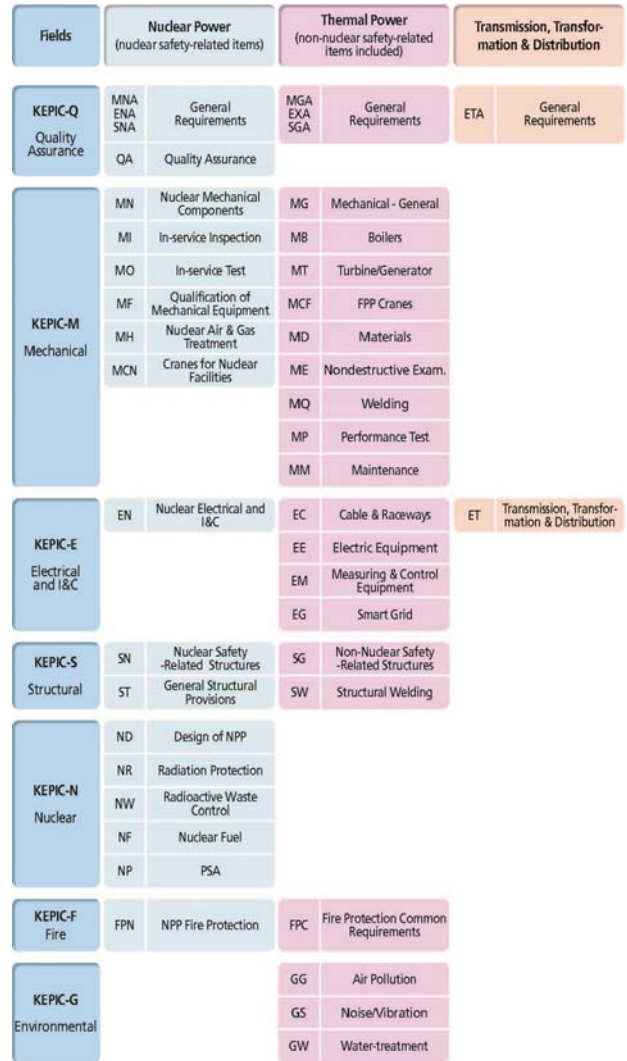 Fields
Nuclear Power
(nuclear safety-related items)
Thermal Power
(non-nuclear safety-related
items included)
Transmission, Transfor-
mation & Distribution
KEPIC-Q
Quality
Assurance
MNA
ENA
SNA
General
Requirements
MGA
EXA
SGA
General
Requirements
ETA
General
Requirements
QA
Quality Assurance
KEPIC-M
Mechanical
MN
Nuclear Mechanical
Components
MG
Mechanical - General
MI
In-service Inspection
MB
Boilers
MO
In-service Test
MT
Turbine/Generator
MF
Qualification of
Mechanical Equipment
MCF
FPP Cranes
MH
Nuclear Air & Gas
Treatment
MD
Materials
MCN
Cranes for Nuclear
Facilities
ME
Nondestructive Exam.
MQ
Welding
MP
Performance Test
MM
Maintenance
KEPIC-E
Electrical
and I&C
EN
Nuclear Electrical and
I&C
EC
Cable & Raceways
ET
Transmission, Transfor-
mation & Distribution
EE
Electric Equipment
EM
Measuring & Control
Equipment
EG
Smart Grid
KEPIC-S
Structural
SN
Nuclear Safety
-Related Structures
SG
Non-Nuclear Safety
-Related Structures
ST
General Structural
Provisions
SW
Structural Welding
KEPIC-N
Nuclear
ND
Design of NPP
NR
Radiation Protection
NW
Radioactive Waste
Control
NF
Nuclear Fuel
NP
PSA
KEPIC-F
Fire
FPN
NPP Fire Protection
FPC
Fire Protection Common
Requirements
KEPIC-G
Environmental
GG
Air Pollution
GS
Noise/Vibration
GW
Water-treatment